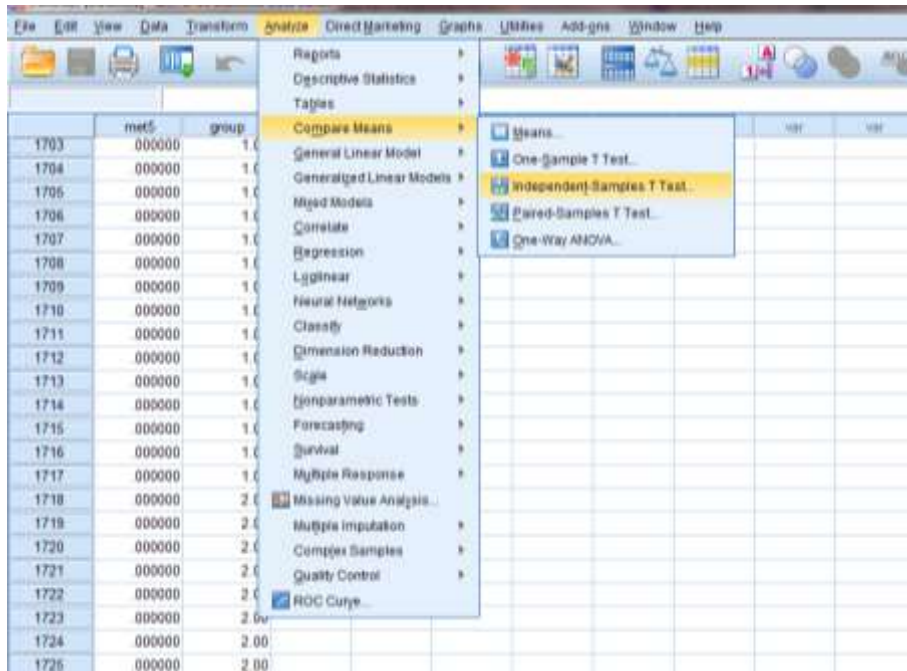 File Edit View Data Transform Analyze Direct Marketing Graphs Utilities Add-ons Window Help
Reports
Descriptive Statistics
Tables
Compare Means
General Linear Model
Generalized Linear Models
Mixed Models
Correlate
Regression
Loglinear
Neural Networks
Classify
Dimension Reduction
Scale
Nonparametric Tests
Forecasting
Survival
Multiple Response
Missing Value Analysis...
Multiple Imputation
Complex Samples
Quality Control
ROC Curve...
Means...
One-Sample T Test...
Independent-Samples T Test...
Paired-Samples T Test...
One-Way ANOVA...
met5 group var var
1703 000000 1.0
1704 000000 1.0
1705 000000 1.0
1706 000000 1.0
1707 000000 1.0
1708 000000 1.0
1709 000000 1.0
1710 000000 1.0
1711 000000 1.0
1712 000000 1.0
1713 000000 1.0
1714 000000 1.0
1715 000000 1.0
1716 000000 1.0
1717 000000 1.0
1718 000000 2.0
1719 000000 2.0
1720 000000 2.0
1721 000000 2.0
1722 000000 2.0
1723 000000 2.00
1724 000000 2.00
1725 000000 2.00